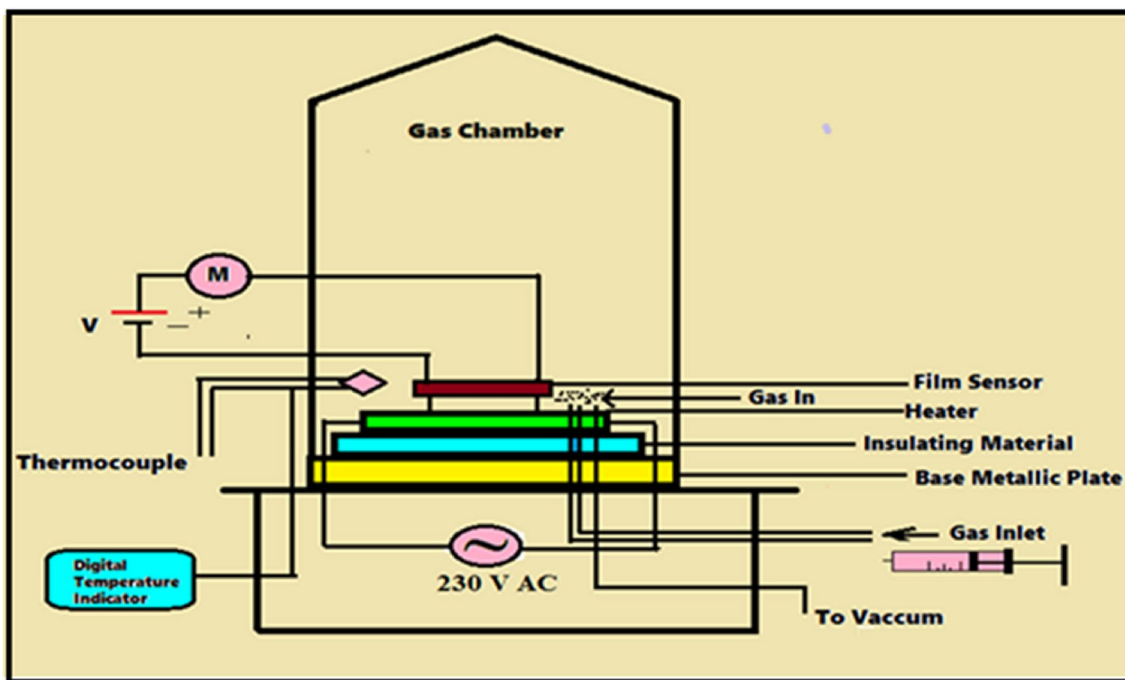 Gas Chamber
M
V
– +
Film Sensor
Gas In
Heater
Insulating Material
Thermocouple
Base Metallic Plate
Gas Inlet
Digital
Temperature
Indicator
230 V AC
To Vaccum